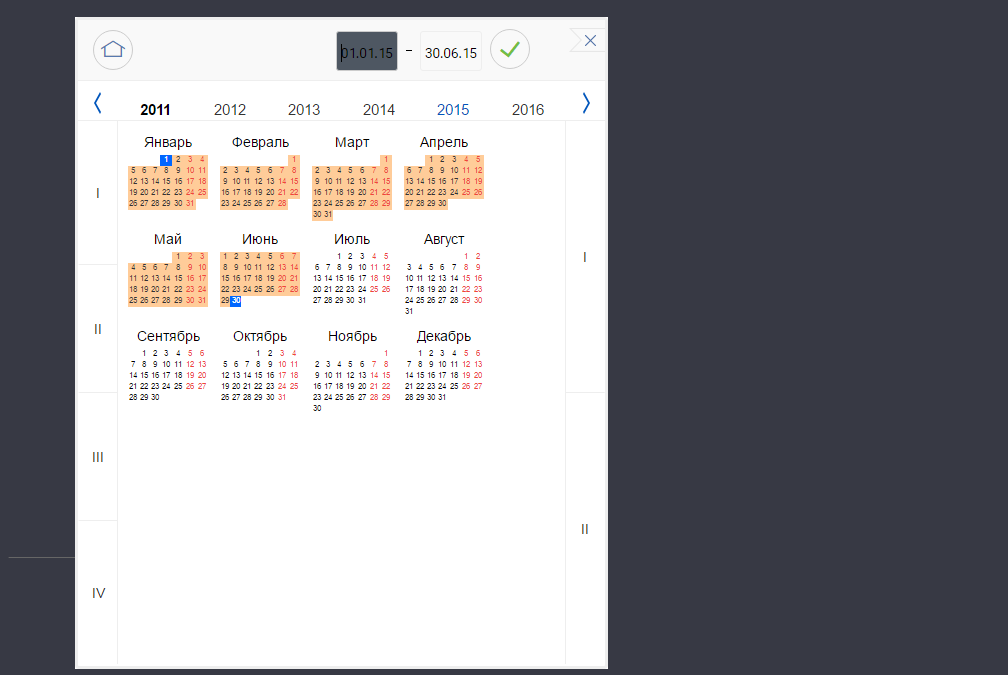 01.01.15 – 30.06.15
2011 2012 2013 2014 2015 2016
I
II
III
IV
Январь
1 2 3 4
5 6 7 8 9 10 11
12 13 14 15 16 17 18
19 20 21 22 23 24 25
26 27 28 29 30 31
Февраль
1
2 3 4 5 6 7 8
9 10 11 12 13 14 15
16 17 18 19 20 21 22
23 24 25 26 27 28
Март
1
2 3 4 5 6 7 8
9 10 11 12 13 14 15
16 17 18 19 20 21 22
23 24 25 26 27 28 29
30 31
Апрель
1 2 3 4 5
6 7 8 9 10 11 12
13 14 15 16 17 18 19
20 21 22 23 24 25 26
27 28 29 30
Май
1 2 3
4 5 6 7 8 9 10
11 12 13 14 15 16 17
18 19 20 21 22 23 24
25 26 27 28 29 30 31
Июнь
1 2 3 4 5 6 7
8 9 10 11 12 13 14
15 16 17 18 19 20 21
22 23 24 25 26 27 28
29 30
Июль
1 2 3 4 5
6 7 8 9 10 11 12
13 14 15 16 17 18 19
20 21 22 23 24 25 26
27 28 29 30 31
Август
1 2
3 4 5 6 7 8 9
10 11 12 13 14 15 16
17 18 19 20 21 22 23
24 25 26 27 28 29 30
31
Сентябрь
1 2 3 4 5 6
7 8 9 10 11 12 13
14 15 16 17 18 19 20
21 22 23 24 25 26 27
28 29 30
Октябрь
1 2 3 4
5 6 7 8 9 10 11
12 13 14 15 16 17 18
19 20 21 22 23 24 25
26 27 28 29 30 31
Ноябрь
1
2 3 4 5 6 7 8
9 10 11 12 13 14 15
16 17 18 19 20 21 22
23 24 25 26 27 28 29
30
Декабрь
1 2 3 4 5 6
7 8 9 10 11 12 13
14 15 16 17 18 19 20
21 22 23 24 25 26 27
28 29 30 31
I
II